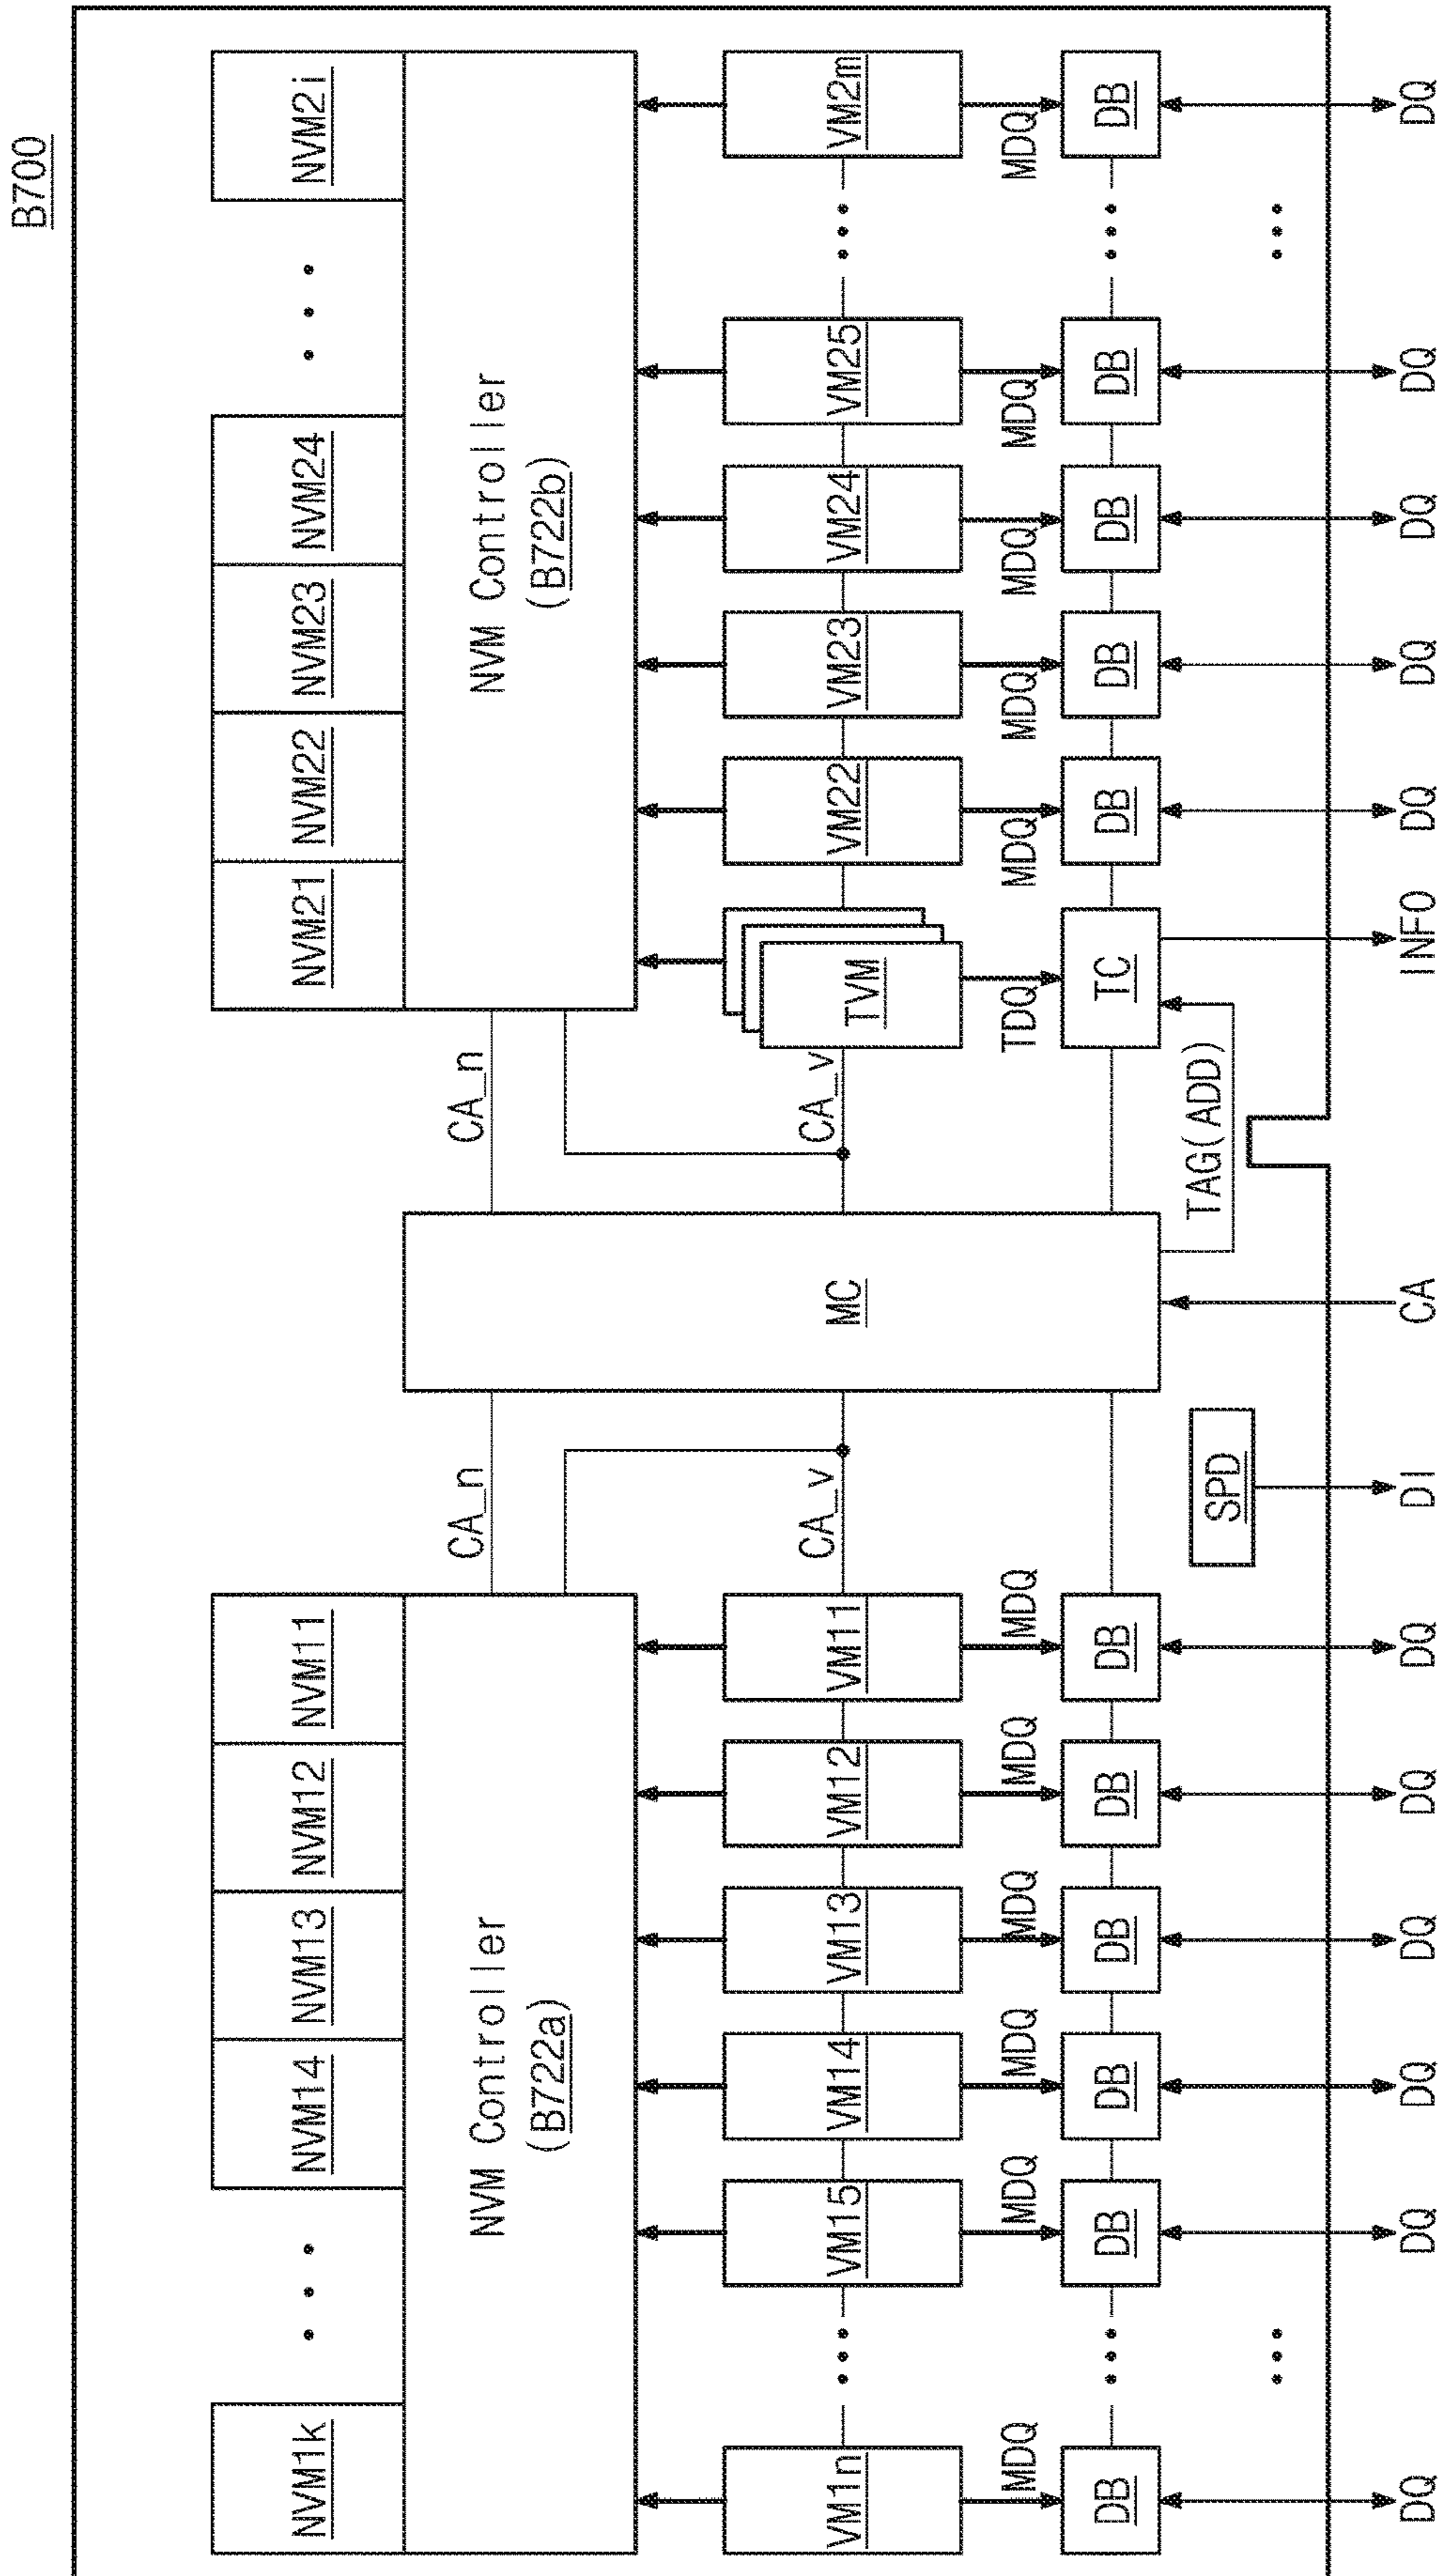 B700
NVM1k ••• NVM14 NVM13 NVM12 NVM11 NVM21 NVM22 NVM23 NVM24 ••• NVM2i
NVM Controller CA_n CA_n NVM Controller
(B722a) (B722b)
CA_v CA_v
VM1n ••• VM15 VM14 VM13 VM12 VM11 MC TVM VM22 VM23 VM24 VM25 ••• VM2m
MDQ MDQ MDQ MDQ MDQ MDQ TDQ MDQ MDQ MDQ MDQ MDQ
DB ••• DB DB DB DB DB TC DB DB DB DB ••• DB
SPD TAG(ADD)
DQ ••• DQ DQ DQ DQ DQ DI CA INFO DQ DQ DQ DQ ••• DQ